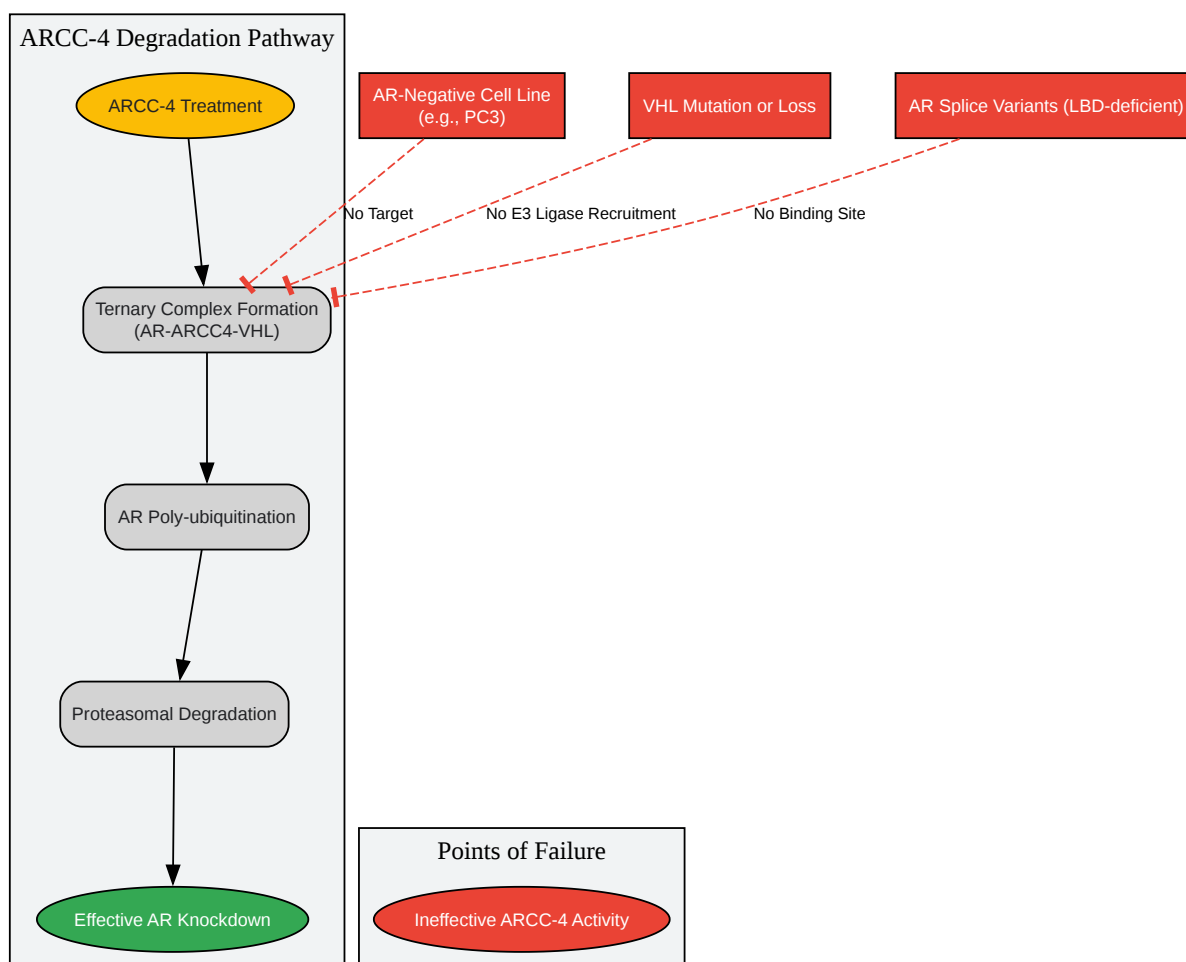 ARCC-4 Degradation Pathway
ARCC-4 Treatment
AR-Negative Cell Line
(e.g., PC3)
VHL Mutation or Loss
AR Splice Variants (LBD-deficient)
No Target
No E3 Ligase Recruitment
No Binding Site
Ternary Complex Formation
(AR-ARCC4-VHL)
AR Poly-ubiquitination
Proteasomal Degradation
Effective AR Knockdown
Points of Failure
Ineffective ARCC-4 Activity